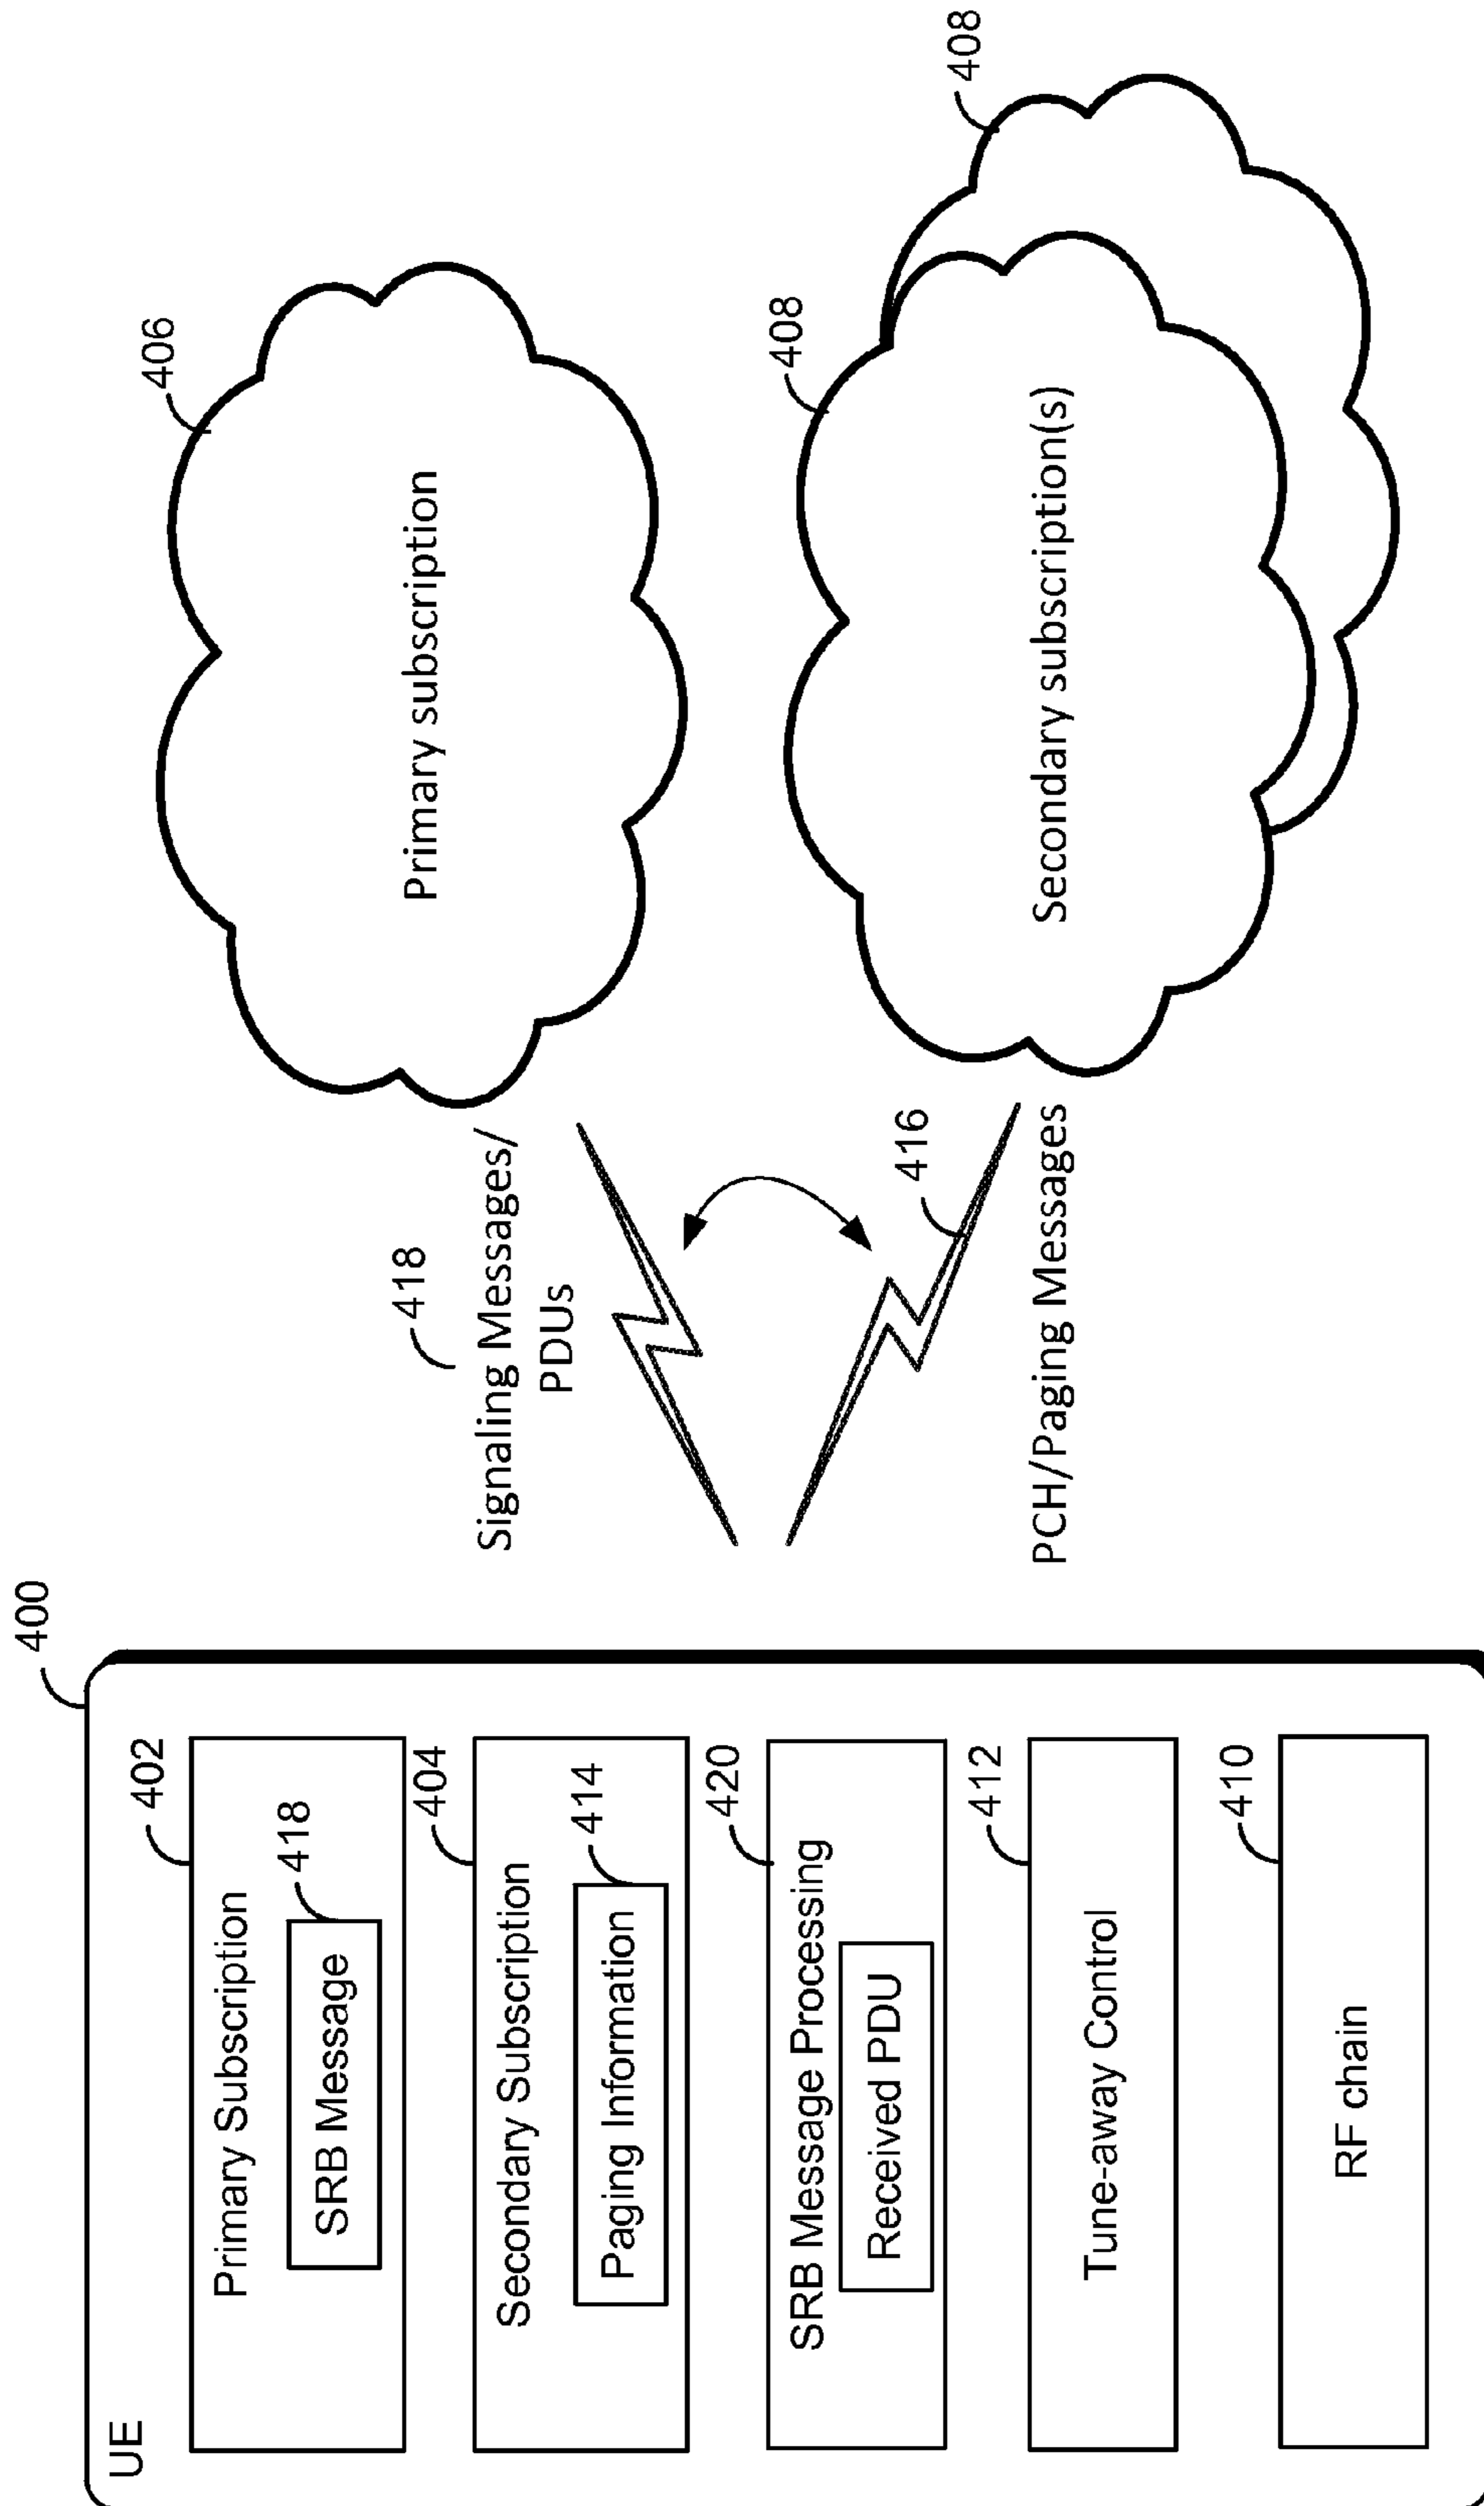 UE
400
402
Primary Subscription
418
SRB Message
404
Secondary Subscription
414
Paging Information
420
SRB Message Processing
Received PDU
412
Tune-away Control
410
RF chain
418
Signaling Messages/
PDUs
416
PCH/Paging Messages
406
Primary subscription
408
408
Secondary subscription(s)